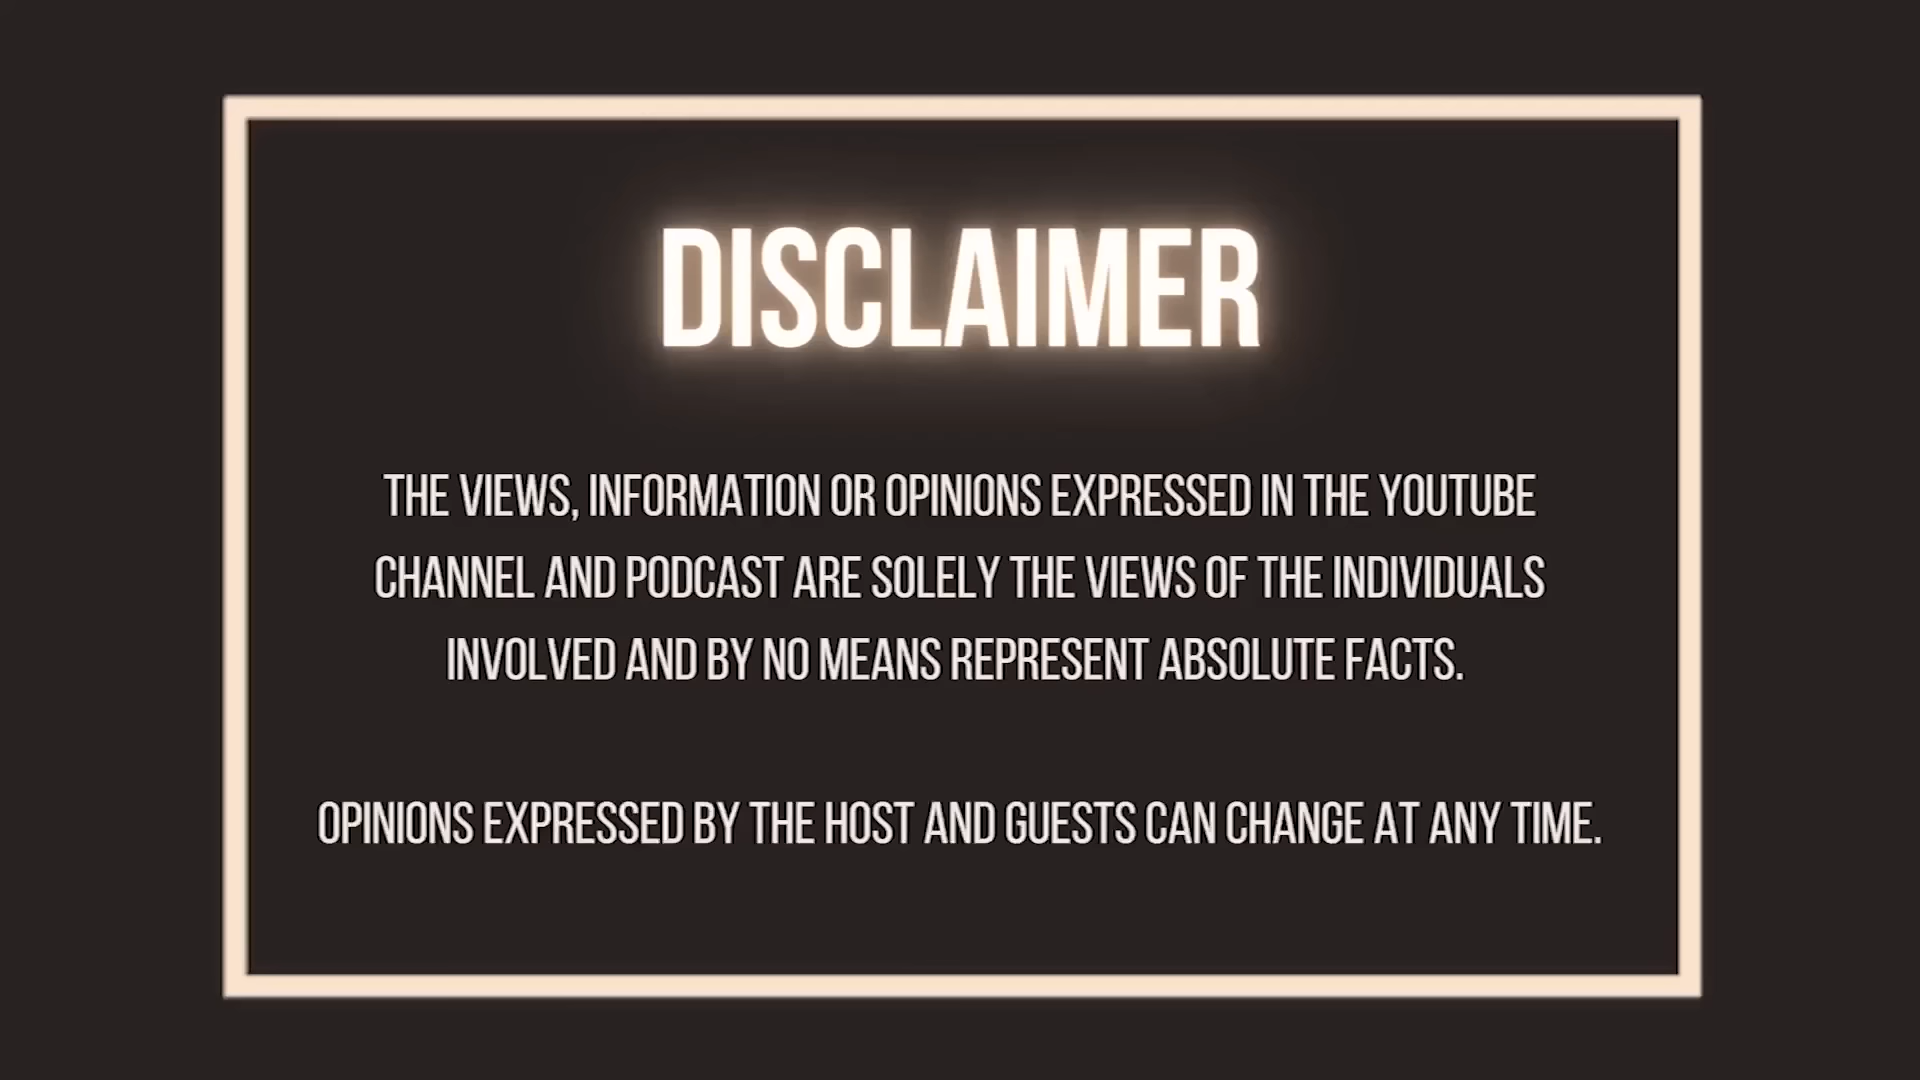 DISCLAIMER
THE VIEWS, INFORMATION OR OPINIONS EXPRESSED IN THE YOUTUBE
CHANNEL AND PODCAST ARE SOLELY THE VIEWS OF THE INDIVIDUALS
INVOLVED AND BY NO MEANS REPRESENT ABSOLUTE FACTS.
OPINIONS EXPRESSED BY THE HOST AND GUESTS CAN CHANGE AT ANY TIME.